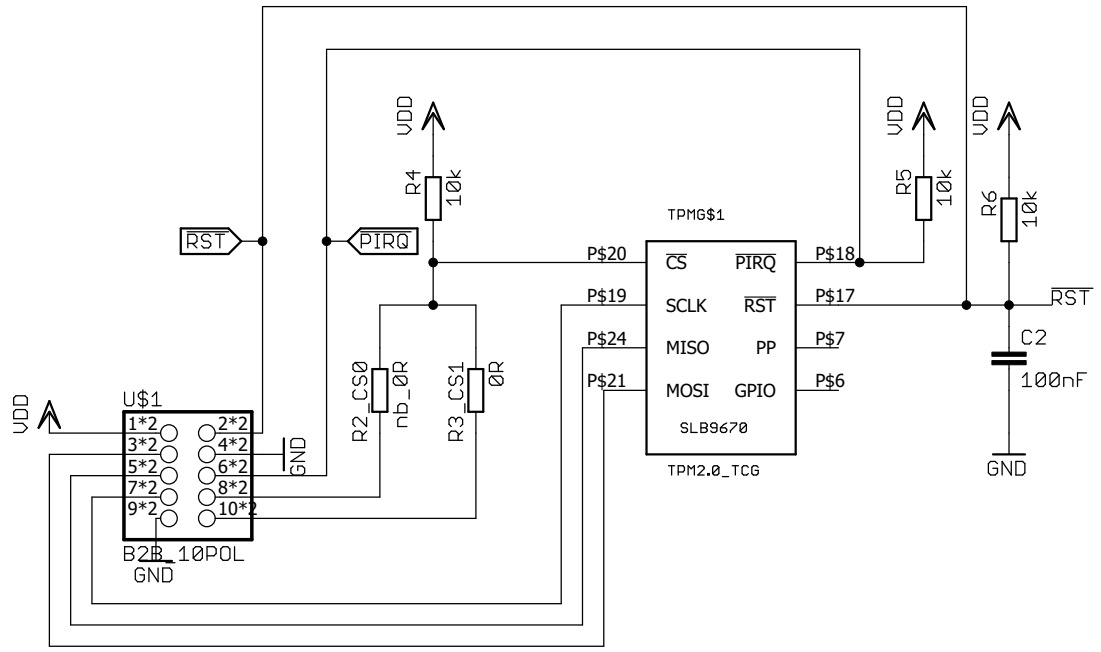 VDD
VDD
VDD
R4
10k
R5
10k
R6
10k
TPMG$1
RST
PIRQ
P$20
CS
PIRQ
P$18
P$19
SCLK
RST
P$17
RST
P$24
MISO
PP
P$7
P$21
MOSI
GPIO
P$6
C2
100nF
SLB9670
TPM2.0_TCG
GND
R2_CS0
nb_0R
R3_CS1
0R
VDD
U$1
1*2
2*2
3*2
4*2
GND
5*2
6*2
7*2
8*2
9*2
10*2
B2B_10POL
GND